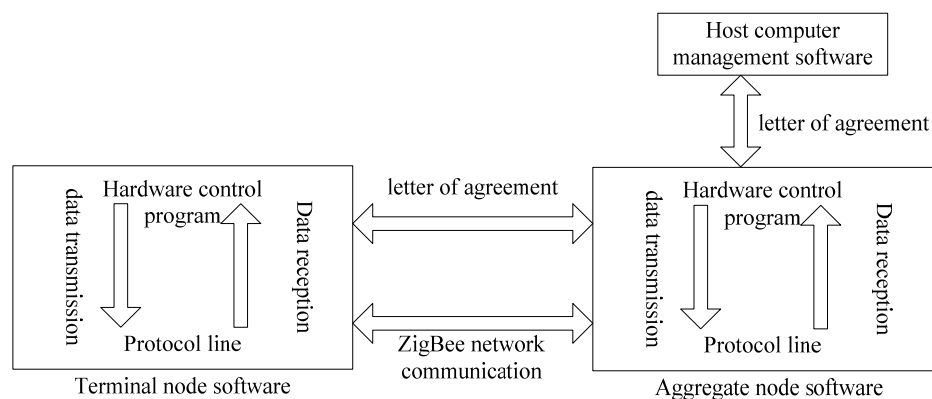 Host computer
management software
letter of agreement
Hardware control
program
data transmission
Data reception
Protocol line
Terminal node software
letter of agreement
ZigBee network
communication
Hardware control
program
data transmission
Data reception
Protocol line
Aggregate node software